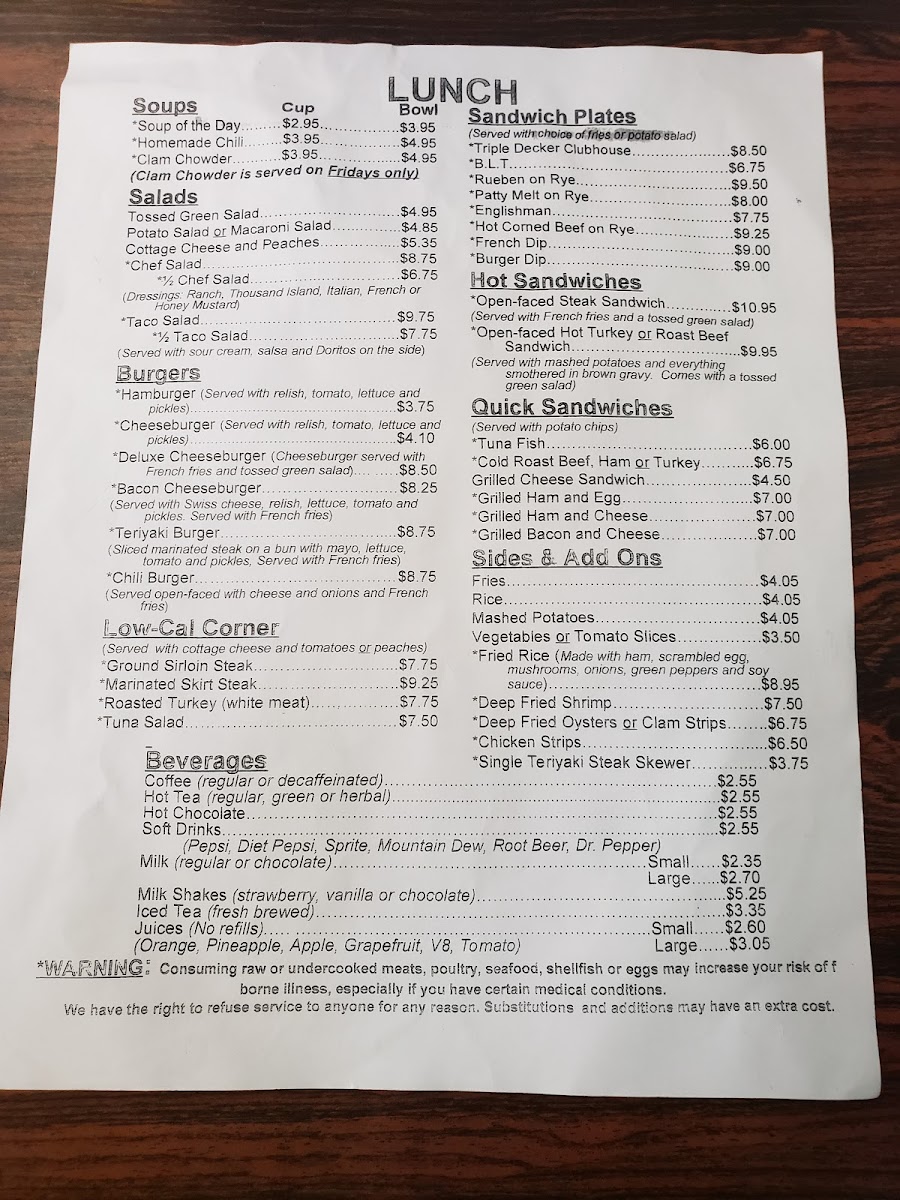 LUNCH
Soups Cup Bowl
*Soup of the Day.........$2.95..................$3.95
*Homemade Chili.......$3.95..................$4.95
*Clam Chowder...........$3.95..................$4.95
(Clam Chowder is served on Fridays only)
Salads
Tossed Green Salad...................................$4.95
Potato Salad or Macaroni Salad................$4.85
Cottage Cheese and Peaches...................$5.35
*Chef Salad................................................$8.75
*½ Chef Salad....................................$6.75
(Dressings: Ranch, Thousand Island, Italian, French or
Honey Mustard)
*Taco Salad................................................$9.75
*½ Taco Salad....................................$7.75
(Served with sour cream, salsa and Doritos on the side)
Burgers
*Hamburger (Served with relish, tomato, lettuce and
pickles)..................................................$3.75
*Cheeseburger (Served with relish, tomato, lettuce and
pickles)..................................................$4.10
*Deluxe Cheeseburger (Cheeseburger served with
French fries and tossed green salad)...........$8.50
*Bacon Cheeseburger.................................$8.25
(Served with Swiss cheese, relish, lettuce, tomato and
pickles. Served with French fries)
*Teriyaki Burger...........................................$8.75
(Sliced marinated steak on a bun with mayo, lettuce,
tomato and pickles, Served with French fries)
*Chili Burger................................................$8.75
(Served open-faced with cheese and onions and French
fries)
Low-Cal Corner
(Served with cottage cheese and tomatoes or peaches)
*Ground Sirloin Steak...................................$7.75
*Marinated Skirt Steak..................................$9.25
*Roasted Turkey (white meat).....................$7.75
*Tuna Salad..................................................$7.50
Sandwich Plates
(Served with choice of fries or potato salad)
*Triple Decker Clubhouse.......................$8.50
*B.L.T....................................................$6.75
*Rueben on Rye.....................................$9.50
*Patty Melt on Rye.................................$8.00
*Englishman..........................................$7.75
*Hot Corned Beef on Rye.......................$9.25
*French Dip............................................$9.00
*Burger Dip............................................$9.00
Hot Sandwiches
*Open-faced Steak Sandwich................$10.95
(Served with French fries and a tossed green salad)
*Open-faced Hot Turkey or Roast Beef
Sandwich.........................................$9.95
(Served with mashed potatoes and everything
smothered in brown gravy. Comes with a tossed
green salad)
Quick Sandwiches
(Served with potato chips)
*Tuna Fish.................................................$6.00
*Cold Roast Beef, Ham or Turkey............$6.75
Grilled Cheese Sandwich..........................$4.50
*Grilled Ham and Egg...............................$7.00
*Grilled Ham and Cheese.........................$7.00
*Grilled Bacon and Cheese......................$7.00
Sides & Add Ons
Fries..........................................................$4.05
Rice...........................................................$4.05
Mashed Potatoes......................................$4.05
Vegetables or Tomato Slices....................$3.50
*Fried Rice (Made with ham, scrambled egg,
mushrooms, onions, green peppers and soy
sauce).................................................$8.95
*Deep Fried Shrimp...................................$7.50
*Deep Fried Oysters or Clam Strips.........$6.75
*Chicken Strips..........................................$6.50
*Single Teriyaki Steak Skewer..................$3.75
Beverages
Coffee (regular or decaffeinated)..............................................................$2.55
Hot Tea (regular, green or herbal).............................................................$2.55
Hot Chocolate..........................................................................................$2.55
Soft Drinks...............................................................................................$2.55
(Pepsi, Diet Pepsi, Sprite, Mountain Dew, Root Beer, Dr. Pepper)
Milk (regular or chocolate)............................................................Small......$2.35
Large......$2.70
Milk Shakes (strawberry, vanilla or chocolate)................................................$5.25
Iced Tea (fresh brewed)..............................................................................$3.35
Juices (No refills)..........................................................................Small......$2.60
(Orange, Pineapple, Apple, Grapefruit, V8, Tomato) Large......$3.05
*WARNING: Consuming raw or undercooked meats, poultry, seafood, shellfish or eggs may increase your risk of f
borne illness, especially if you have certain medical conditions.
We have the right to refuse service to anyone for any reason. Substitutions and additions may have an extra cost.